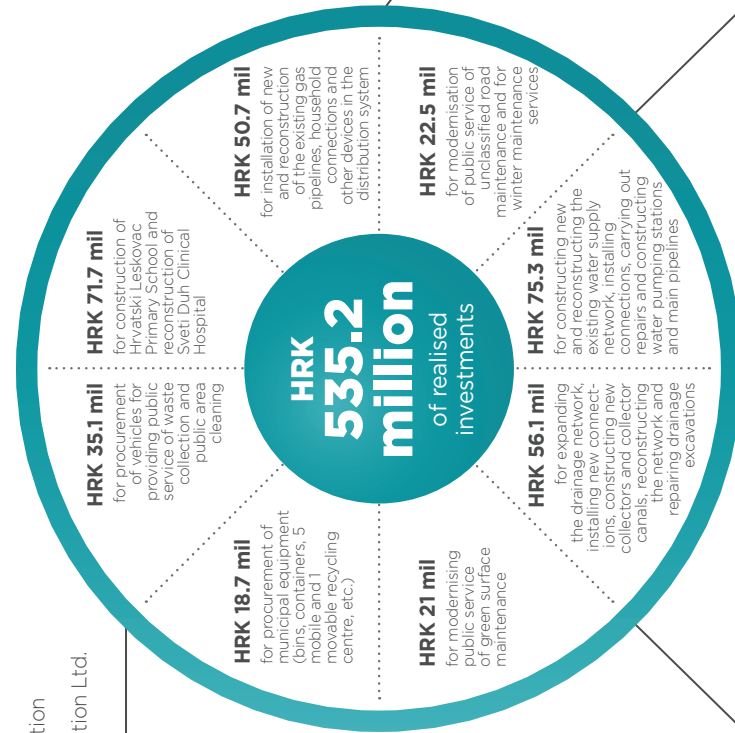 HRK
535.2
million
of realised
investments
HRK 35.1 mil
for procurement
of vehicles for
providing public
service of waste
collection and
public area
cleaning
HRK 71.7 mil
for construction of
Hrvatski Leskovac
Primary School and
reconstruction of
Sveti Duh Clinical
Hospital
HRK 50.7 mil
for installation of new
and reconstruction
of the existing gas
pipelines, household
connections and
other devices in the
distribution system
HRK 22.5 mil
for modernisation
of public service of
unclassified road
maintenance and for
winter maintenance
services
HRK 75.3 mil
for constructing new
and reconstructing the
existing water supply
network, installing
connections, carrying out
repairs and constructing
water pumping stations
and main pipelines
HRK 56.1 mil
for expanding
the drainage network,
installing new connect-
ions, constructing new
collectors and collector
canals, reconstructing
the network and
repairing drainage
excavations
HRK 21 mil
for modernising
public service
of green surface
maintenance
HRK 18.7 mil
for procurement of
municipal equipment
(bins, containers, 5
mobile and 1
movable recycling
centre, etc.)
tion
tion Ltd.